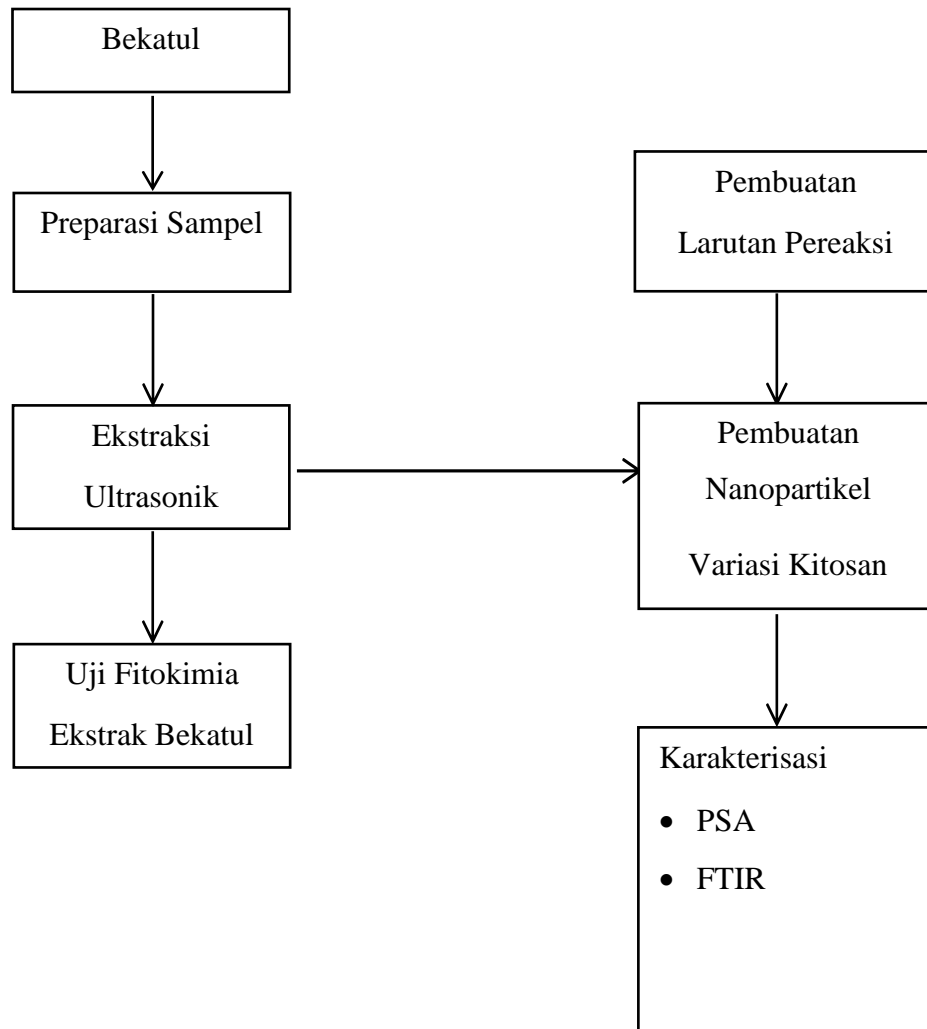 Bekatul
Preparasi Sampel
Ekstraksi
Ultrasonik
Uji Fitokimia
Ekstrak Bekatul
Pembuatan
Larutan Pereaksi
Pembuatan
Nanopartikel
Variasi Kitosan
Karakterisasi
• PSA
• FTIR